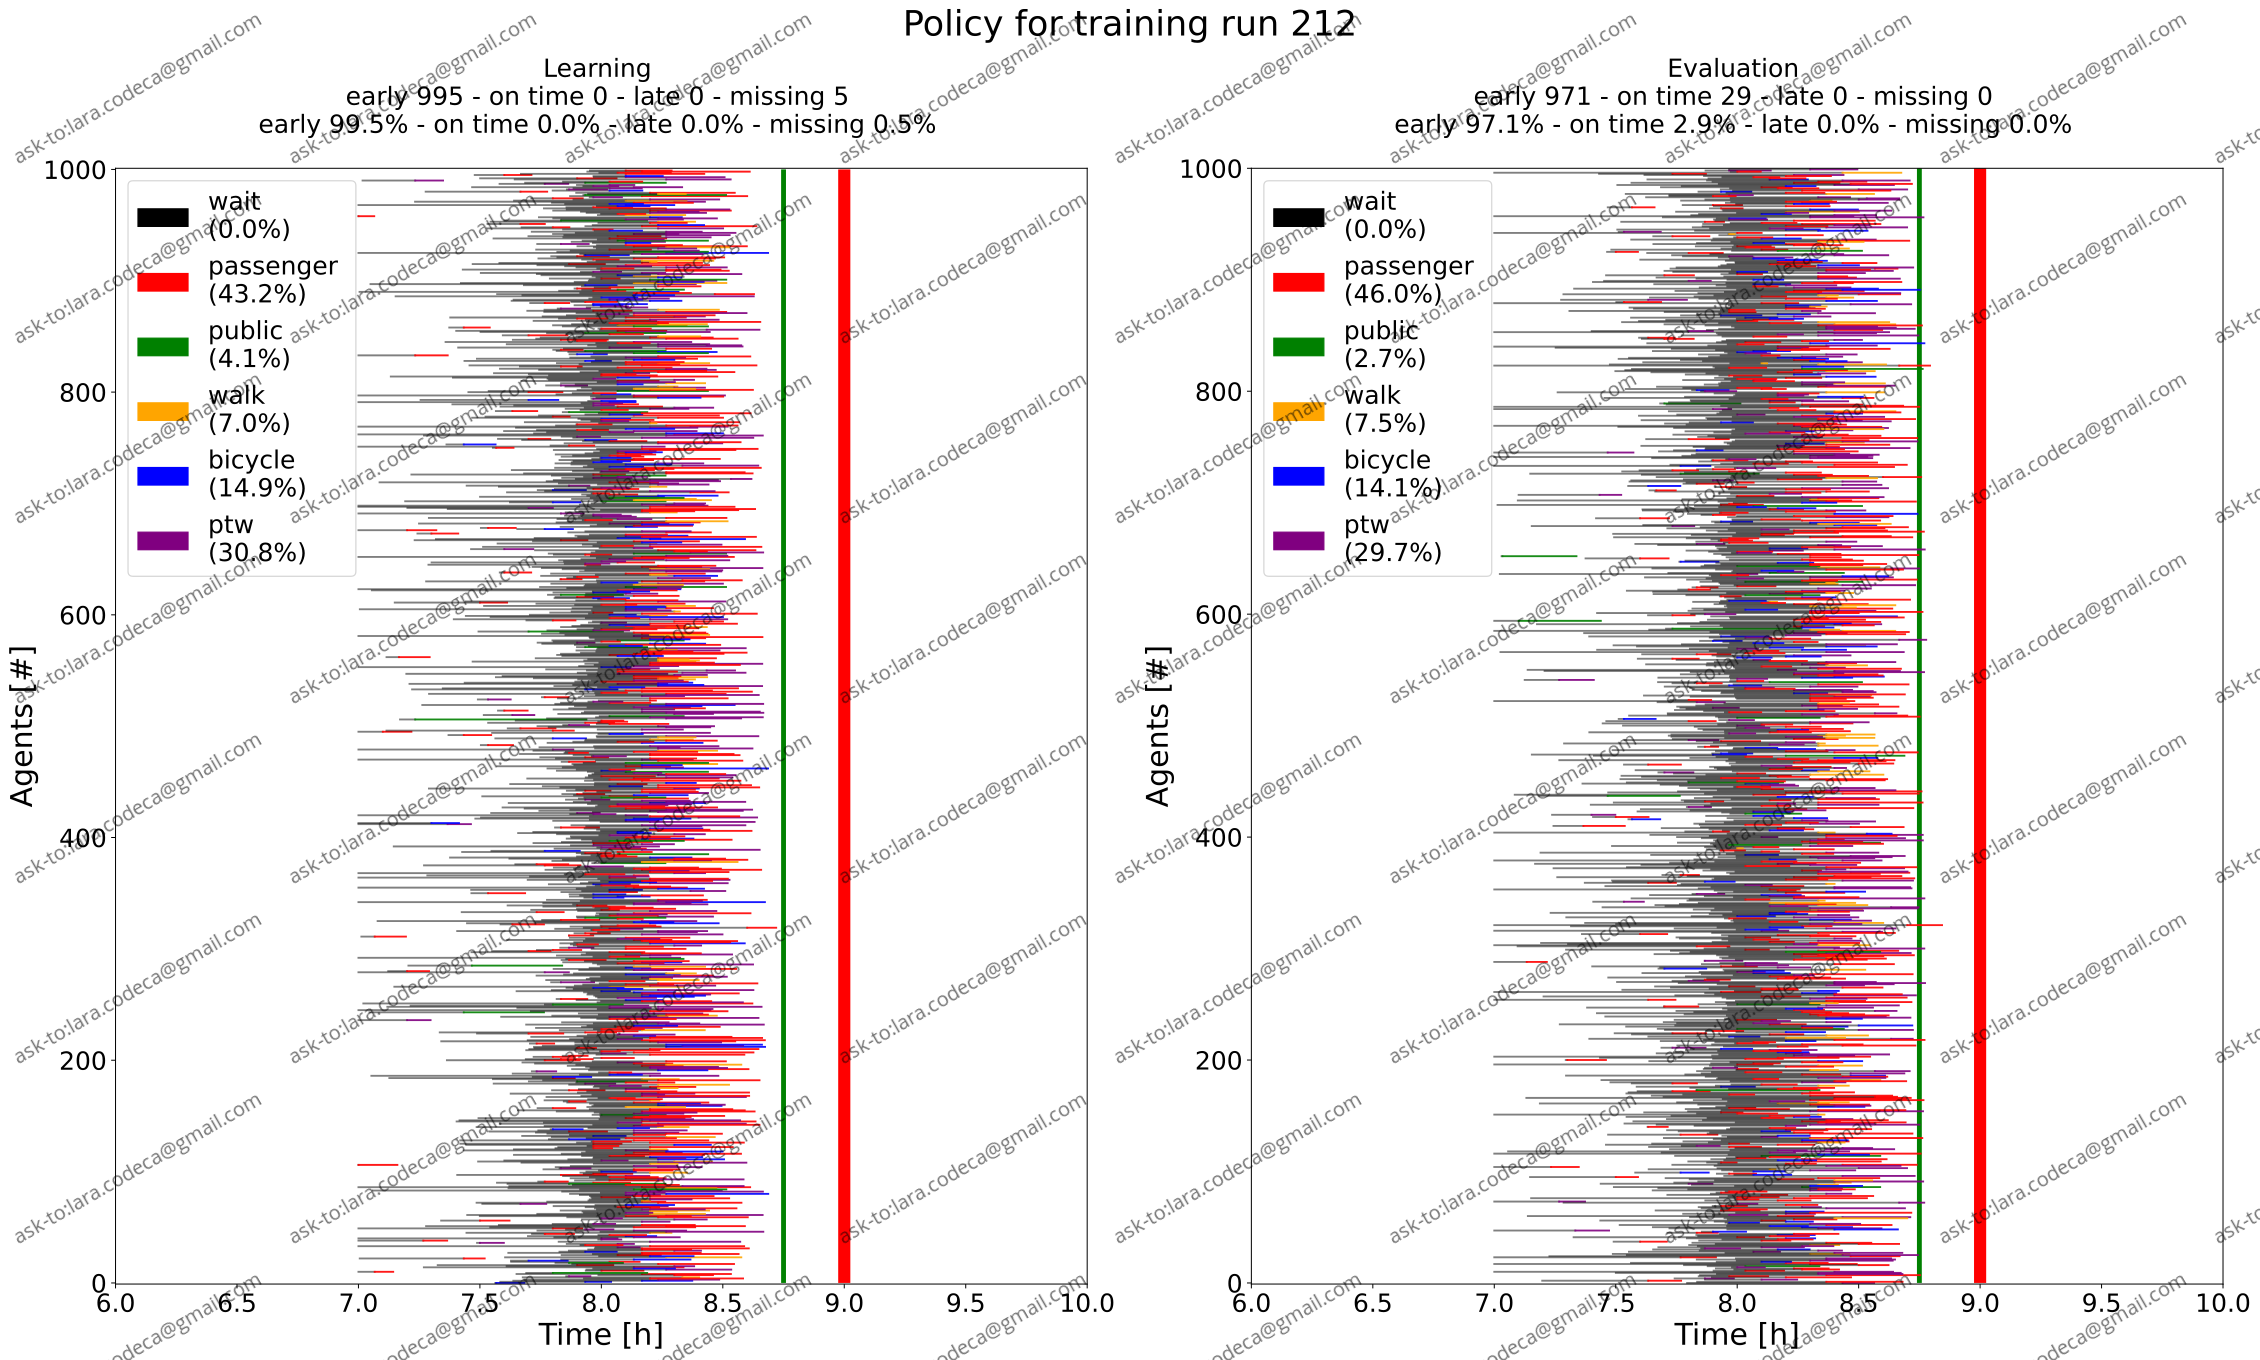 Policy for training run 212
Learning
early 995 - on time 0 - late 0 - missing 5
early 99.5% - on time 0.0% - late 0.0% - missing 0.5%
Evaluation
early 971 - on time 29 - late 0 - missing 0
early 97.1% - on time 2.9% - late 0.0% - missing 0.0%
wait
(0.0%)
passenger
(43.2%)
public
(4.1%)
walk
(7.0%)
bicycle
(14.9%)
ptw
(30.8%)
1000
800
600
400
200
0
Agents [#]
6.0 6.5 7.0 7.5 8.0 8.5 9.0 9.5 10.0
Time [h]
wait
(0.0%)
passenger
(46.0%)
public
(2.7%)
walk
(7.5%)
bicycle
(14.1%)
ptw
(29.7%)
1000
800
600
400
200
0
Agents [#]
6.0 6.5 7.0 7.5 8.0 8.5 9.0 9.5 10.0
Time [h]
ask-to:lara.codeca@gmail.com